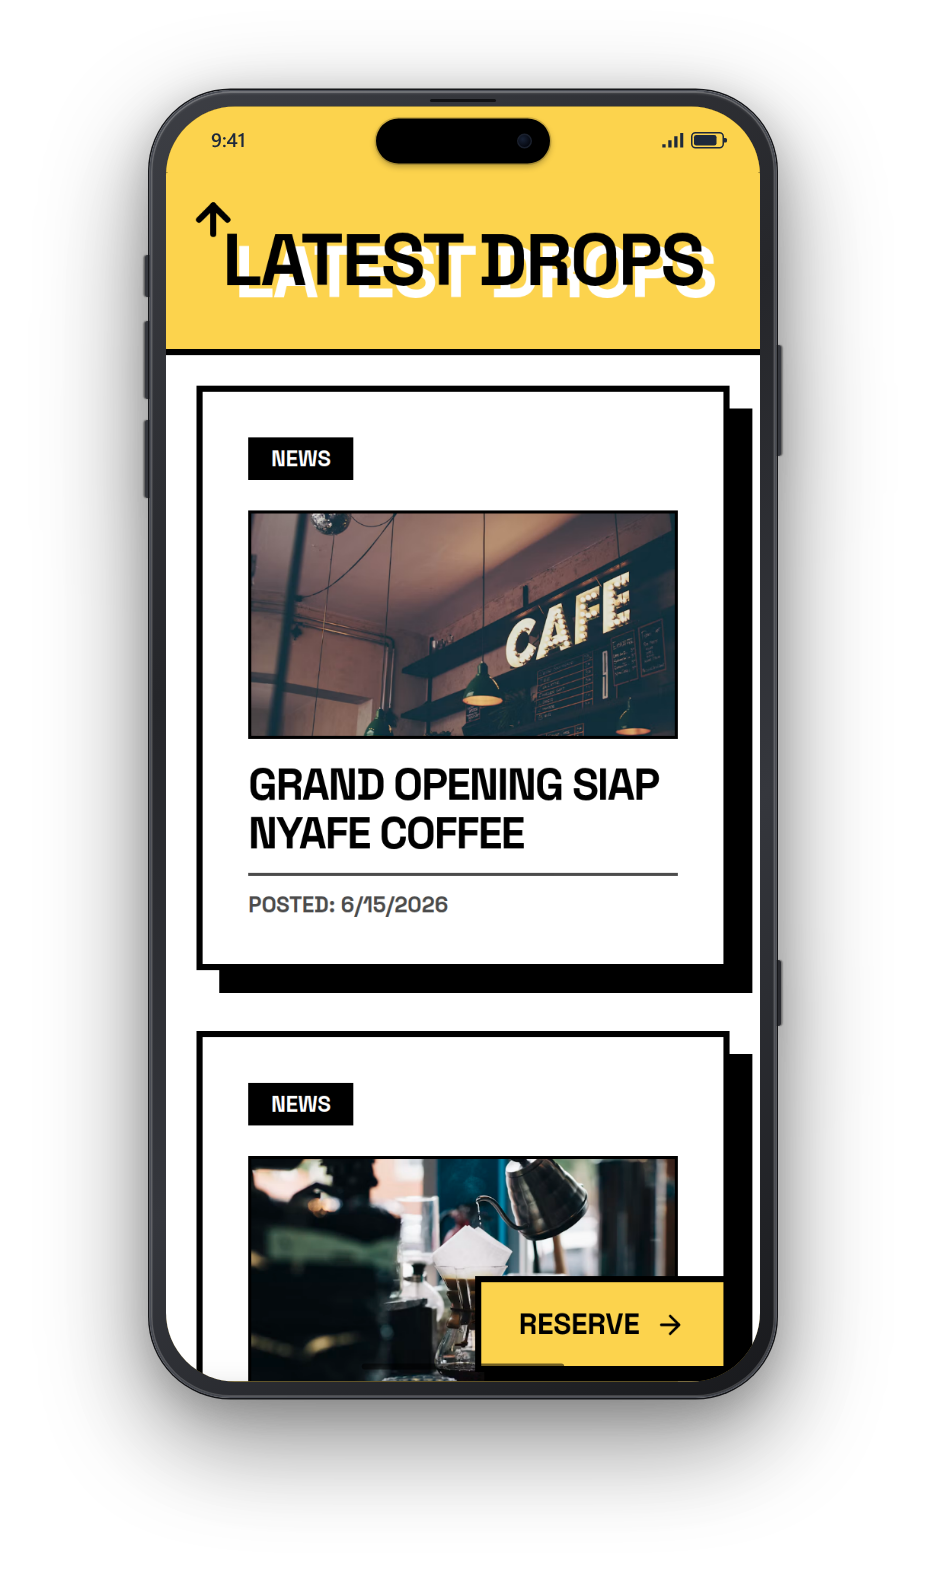 9:41
LATEST DROPS
NEWS
CAFE
GRAND OPENING SIAP
NYAFE COFFEE
POSTED: 6/15/2026
NEWS
RESERVE